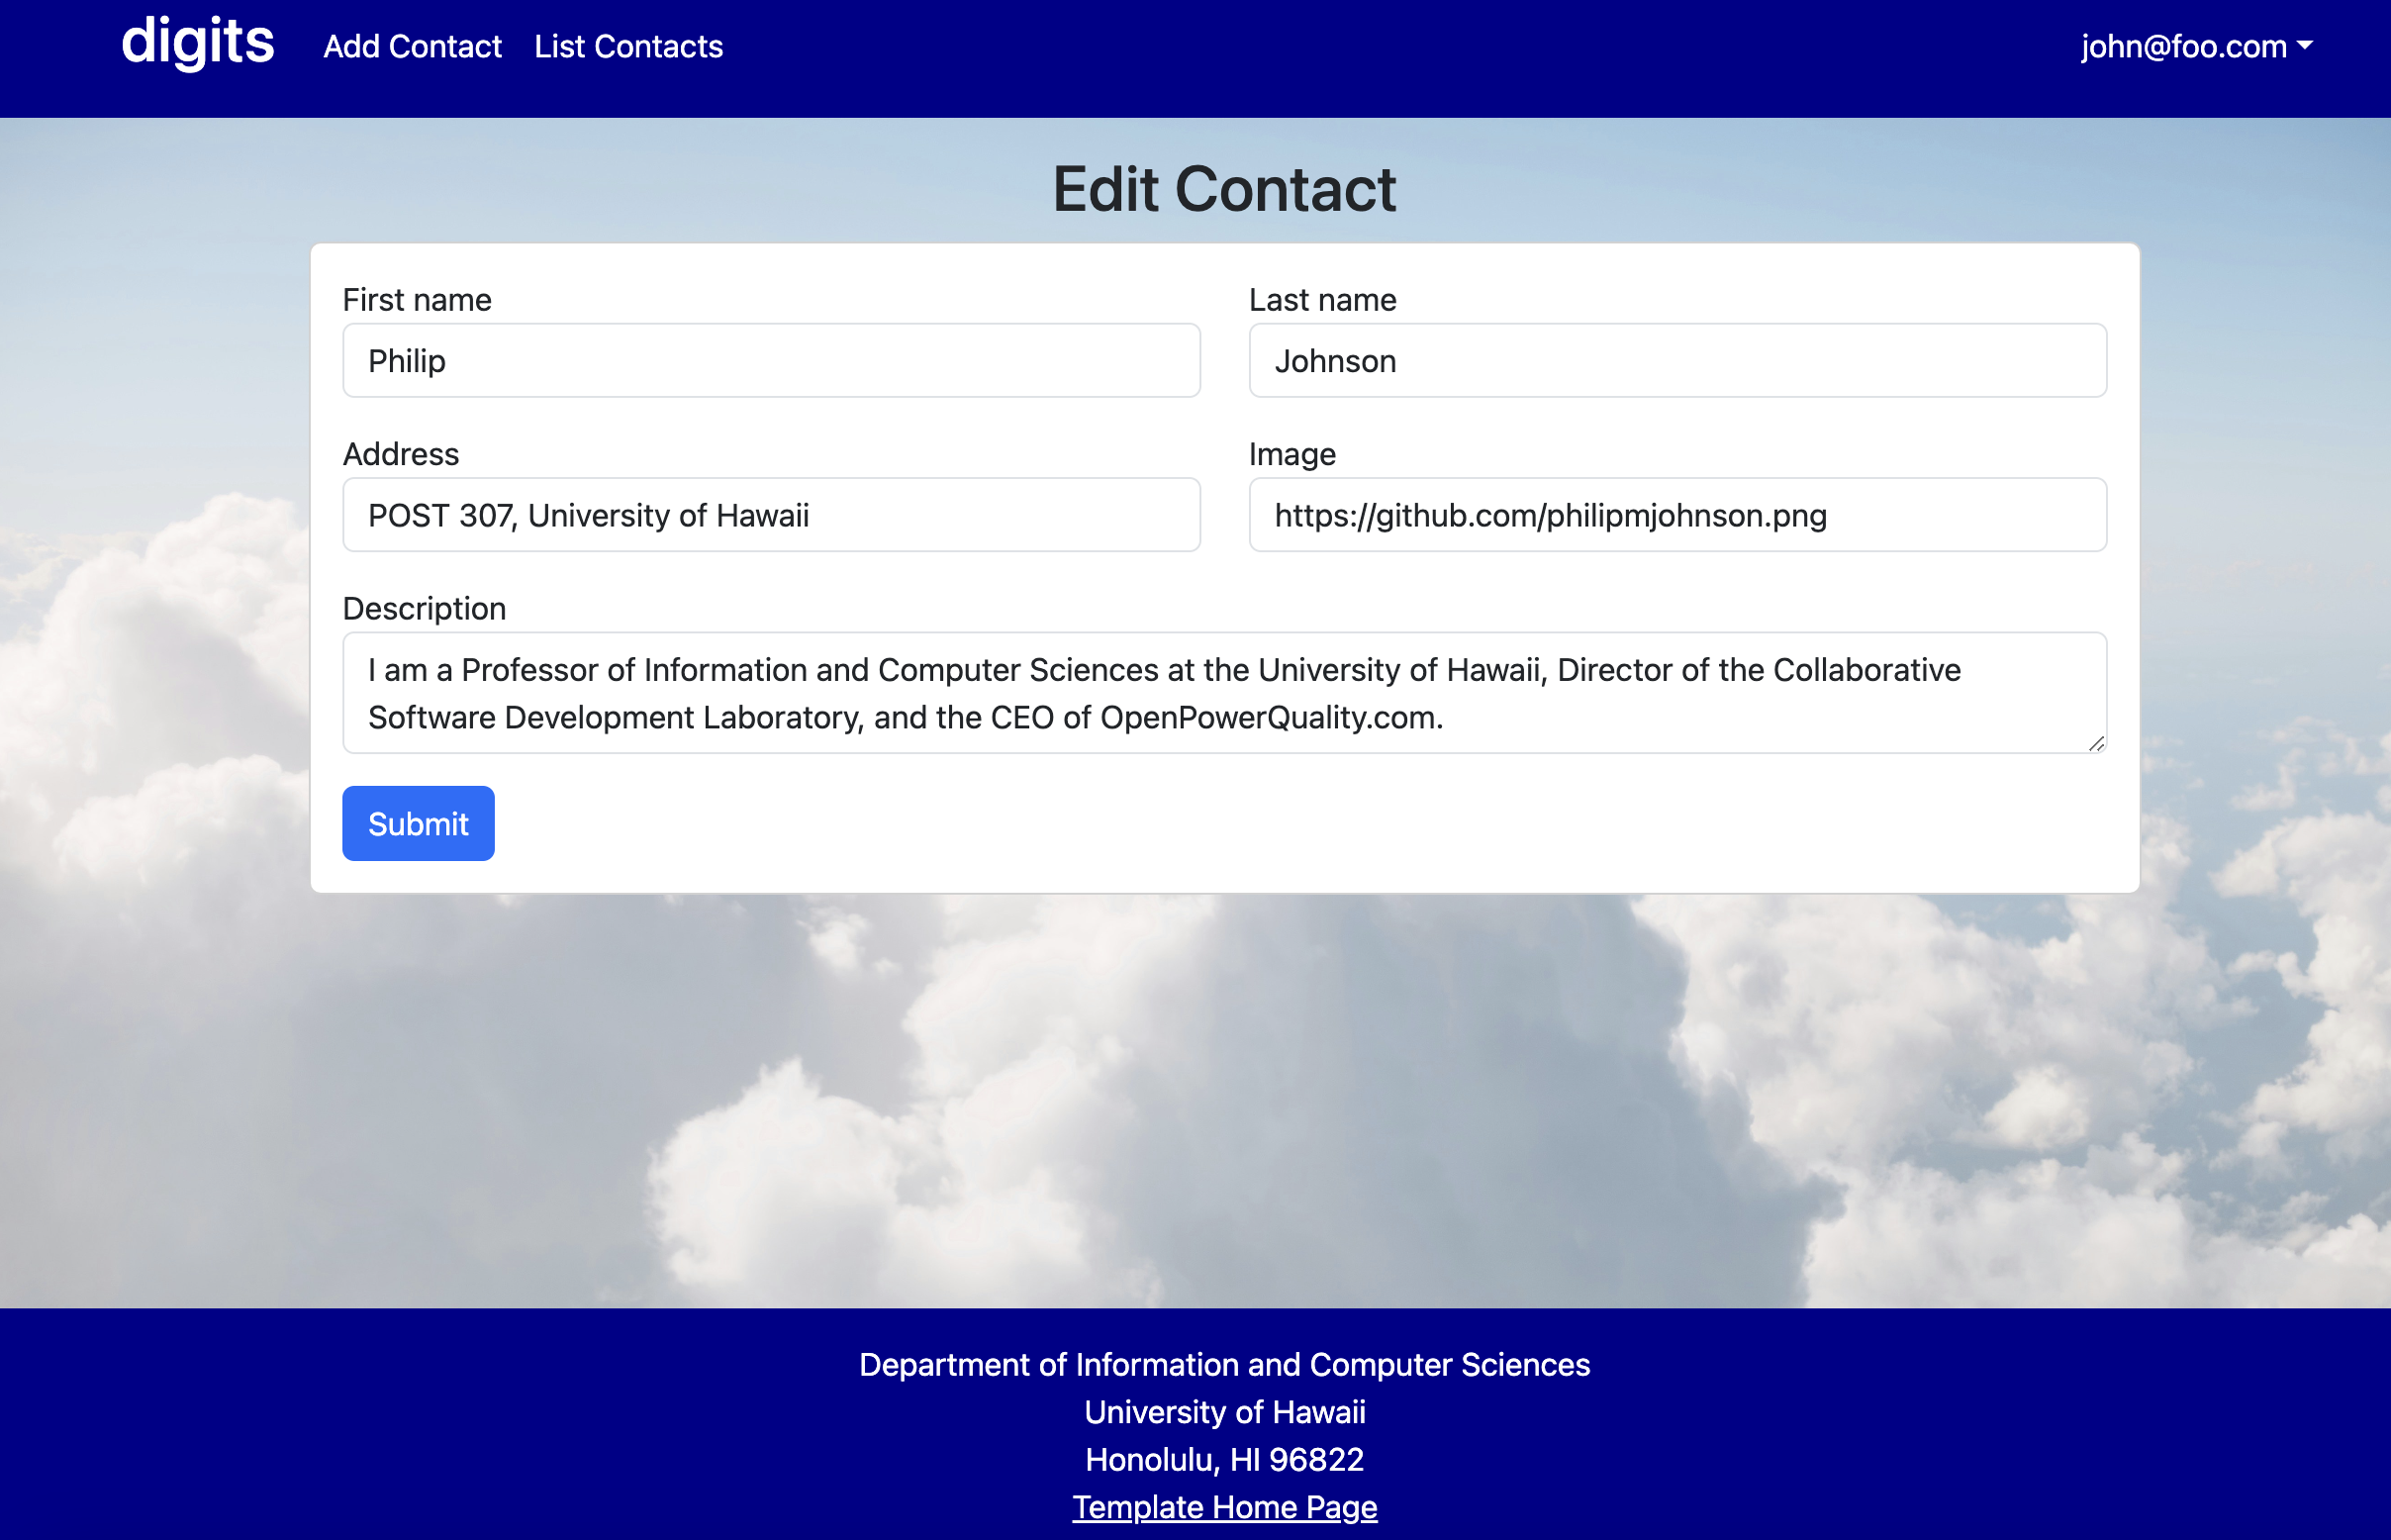 digits
Add Contact
List Contacts
john@foo.com
Edit Contact
First name
Last name
Philip
Johnson
Address
Image
POST 307, University of Hawaii
https://github.com/philipmjohnson.png
Description
I am a Professor of Information and Computer Sciences at the University of Hawaii, Director of the Collaborative
Software Development Laboratory, and the CEO of OpenPowerQuality.com.
Submit
Department of Information and Computer Sciences
University of Hawaii
Honolulu, HI 96822
Template Home Page